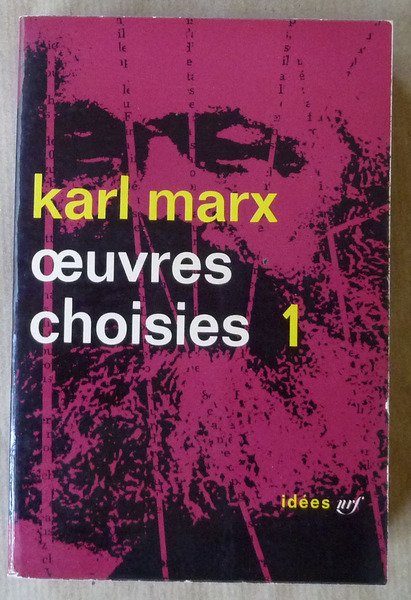 karl marx
œuvres
choisies 1
idées nrf